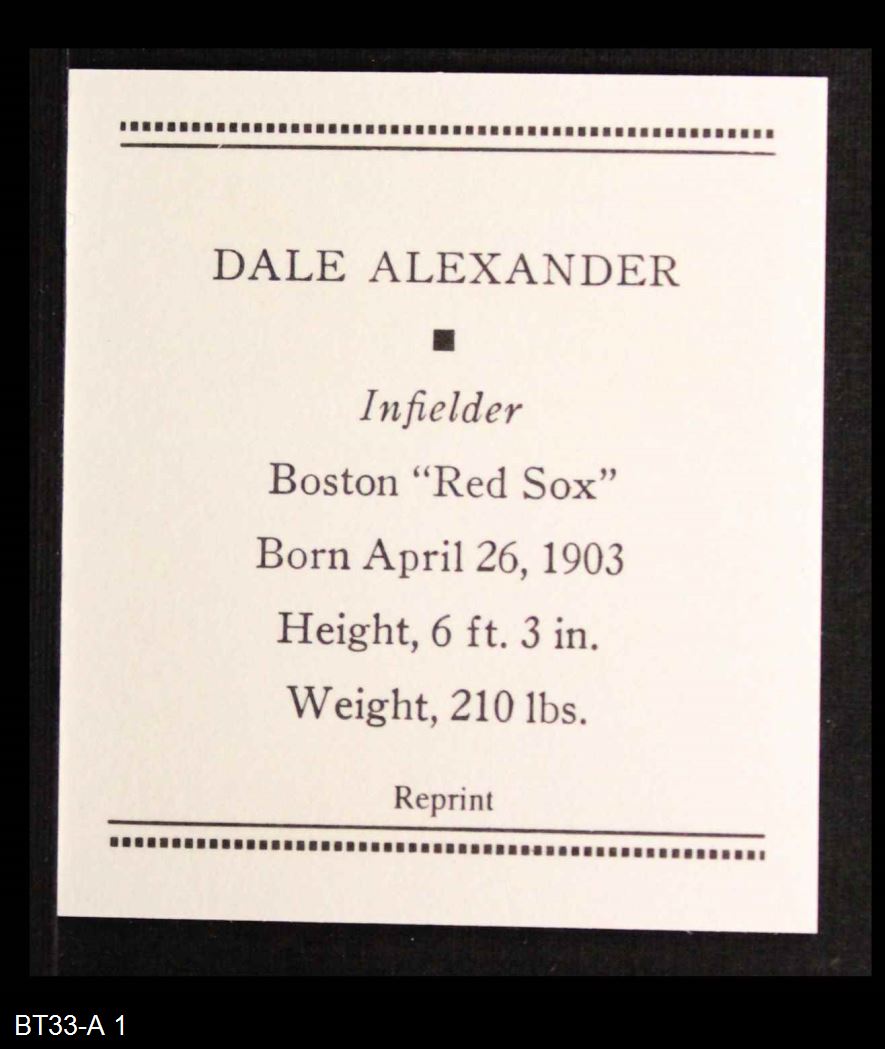 DALE ALEXANDER
Infielder
Boston “Red Sox”
Born April 26, 1903
Height, 6 ft. 3 in.
Weight, 210 lbs.
Reprint
BT33-A 1